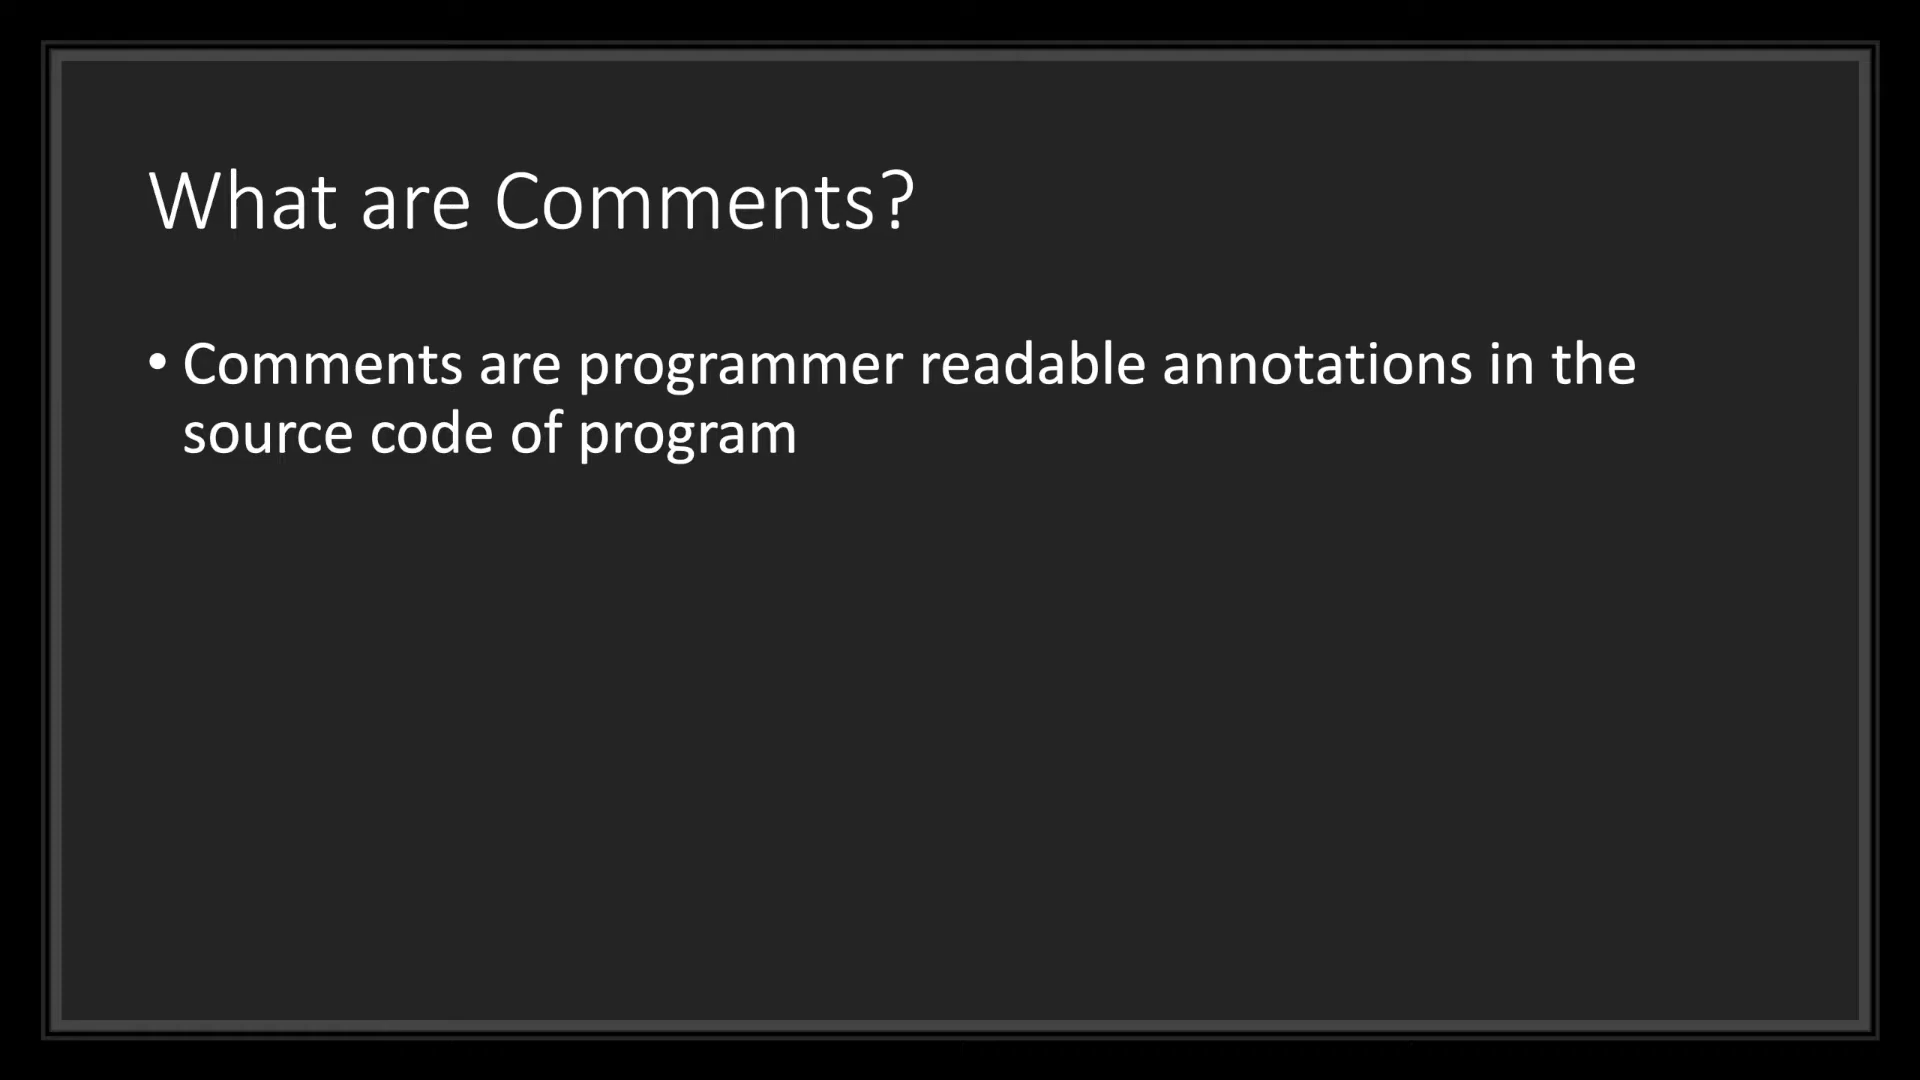 What are Comments?
• Comments are programmer readable annotations in the
source code of program